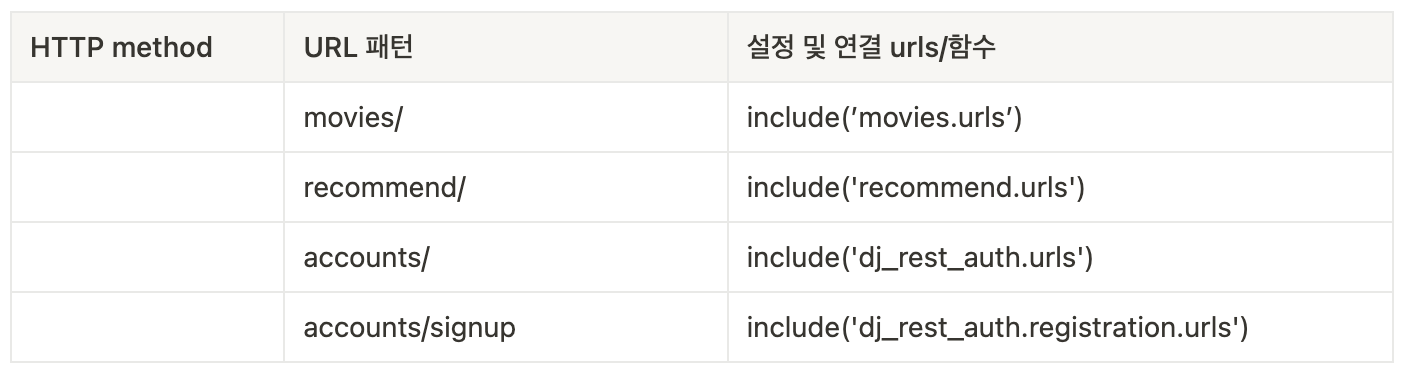 HTTP method URL 패턴 설정 및 연결 urls/함수
movies/ include(’movies.urls’)
recommend/ include('recommend.urls')
accounts/ include('dj_rest_auth.urls')
accounts/signup include('dj_rest_auth.registration.urls')